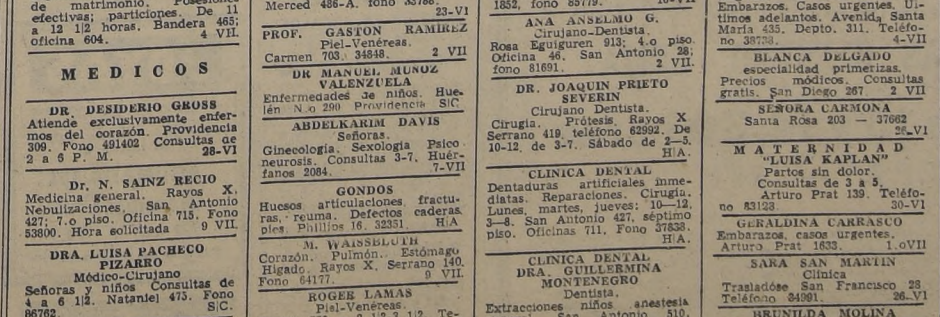 de matrimonio. Posesiones
efectivas; particiones. De 11
a 12 1|2 horas. Bandera 465;
oficina 604. 4 VII.
MEDICOS
DR. DESIDERIO GROSS
Atiende exclusivamente enfer-
mos del corazón. Providencia
309. Fono 491402 Consultas de
2 a 6 P. M. 28-VI
Dr. N. SAINZ RECIO
Medicina general. Rayos X.
Nebulizaciones. San Antonio
427; 7.o piso. Oficina 715. Fono
53800. Hora solicitada 9 VII.
DRA. LUISA PACHECO
PIZARRO
Médico-Cirujano
Señoras y niños Consultas de
4 a 6 1|2. Nataniel 475. Fono
86762. S|C.
Merced 486-A. fono
23-VI
PROF. GASTON RAMIREZ
Piel-Venéreas.
Carmen 703. 34848. 2 VII
DR MANUEL MUÑOZ
VALENZUELA
Enfermedades de niños. Hue-
lén N.o 290 Providencia S|C
ABDELKARIM DAVIS
Señoras.
Ginecología. Sexología Psico
neurosis. Consultas 3-7. Huér-
fanos 2084. 7-VII
GONDOS
Huesos articulaciones, fractu-
ras, reuma. Defectos caderas,
pies. Phillips 16. 32351. H|A
M. WAISSBLUTH
Corazón. Pulmón. Estómago
Hígado. Rayos X. Serrano 140.
Fono 64177. 9 VII.
ROGER LAMAS
Piel-Venéreas.
1852, fono 85779.
ANA ANSELMO G.
Cirujano-Dentista.
Rosa Eguiguren 913; 4.o piso.
Oficina 46. San Antonio 28;
fono 81691. 2 VII.
DR. JOAQUIN PRIETO
SEVERIN
Cirujano Dentista.
Cirugía. Prótesis. Rayos X
Serrano 419, teléfono 62992. De
10-12, de 3-7. Sábado de 2-5.
H|A.
CLINICA DENTAL
Dentaduras artificiales inme-
diatas. Reparaciones. Cirugía.
Lunes, martes, jueves: 10-12,
3-8. San Antonio 427, séptimo
piso. Oficinas 711, Fono 37838.
H|A.
CLINICA DENTAL
DRA. GUILLERMINA
MONTENEGRO
Dentista.
Extracciones niños anestesia
San Antonio 510.
Embarazos. Casos urgentes. Ul-
timos adelantos. Avenida Santa
María 435. Depto. 311. Teléfo-
no 4-VII
BLANCA DELGADO
especialidad primerizas.
Precios módicos. Consultas
gratis. San Diego 267 2 VII
SEÑORA CARMONA
Santa Rosa 203 — 37662
26-VI
MATERNIDAD
"LUISA KAPLAN"
Partos sin dolor.
Consultas de 3 a 5.
Arturo Prat 139. Teléfo-
no 83128. 30-VI
GERALDINA CARRASCO
Embarazo, casos urgentes.
Arturo Prat 1633. 1.oVII
SARA SAN MARTIN
Clínica
Trasladóse San Francisco 28
Teléfono 34991. 26-VI
BRUNILDA MOLINA